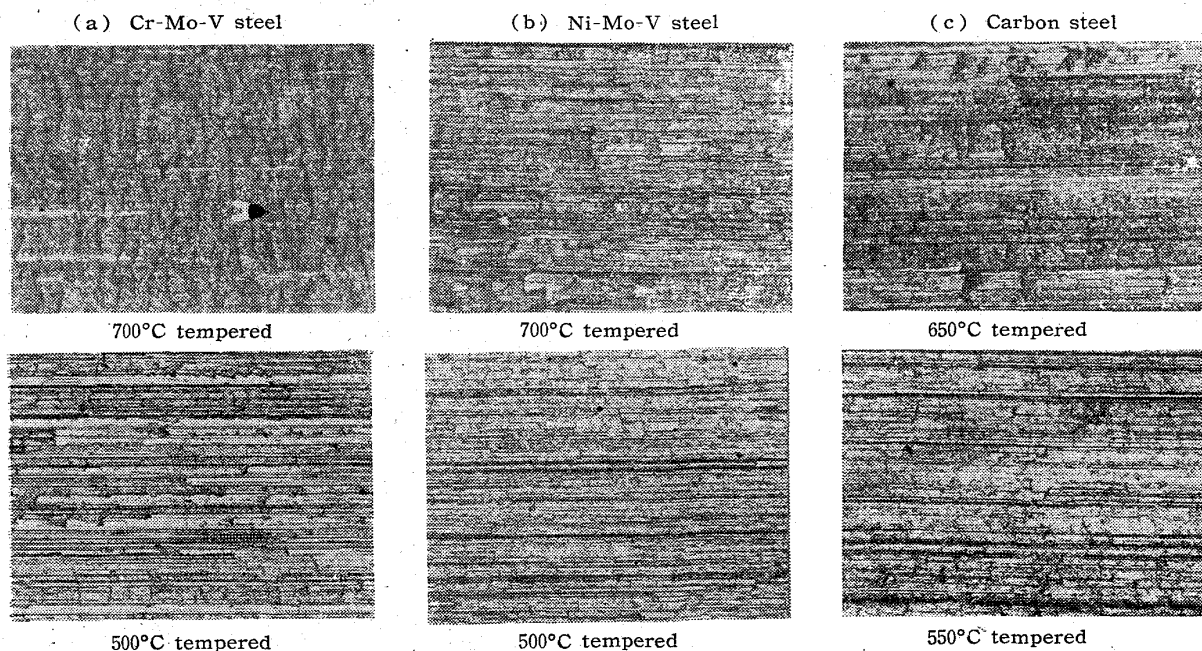 (a) Cr-Mo-V steel
(b) Ni-Mo-V steel
(c) Carbon steel
700°C tempered
700°C tempered
650°C tempered
500°C tempered
500°C tempered
550°C tempered